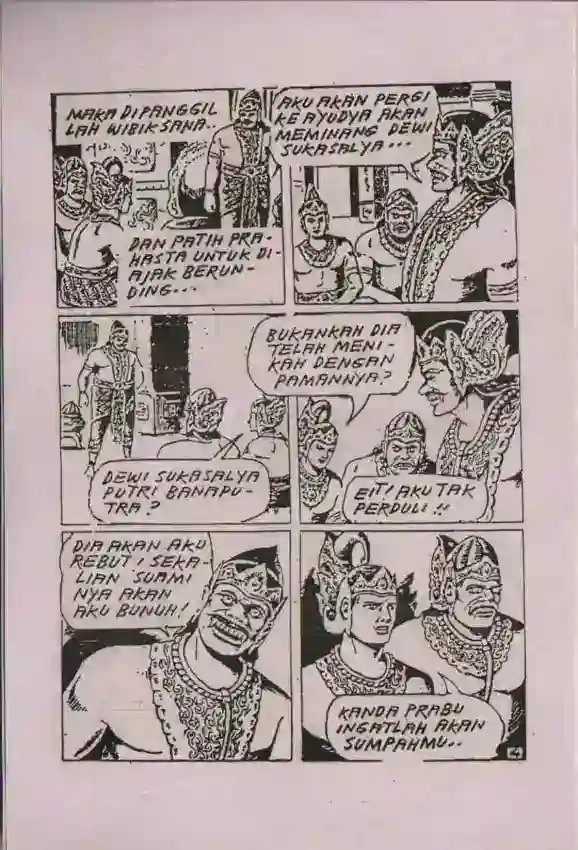 MAKA DIPANGGIL
LAH WIBIKSANA..
DAN PATIH PRA-
HASTA UNTUK DI-
AJAK BERUN-
DING...
AKU AKAN PERGI
KE AYUDYA AKAN
MEMINANG DEWI
SUKASALYA...
DEWI SUKASALYA
PUTRI BANAPU-
TRA?
BUKANKAH DIA
TELAH MENI-
KAH DENGAN
PAMANNYA?
EIT! AKU TAK
PERDULI!!
DIA AKAN AKU
REBUT! SEKA-
LIAN SUAMI
NYA AKAN
AKU BUNUH!
KANDA PRABU
INGATLAH AKAN
SUMPAHMU..
4